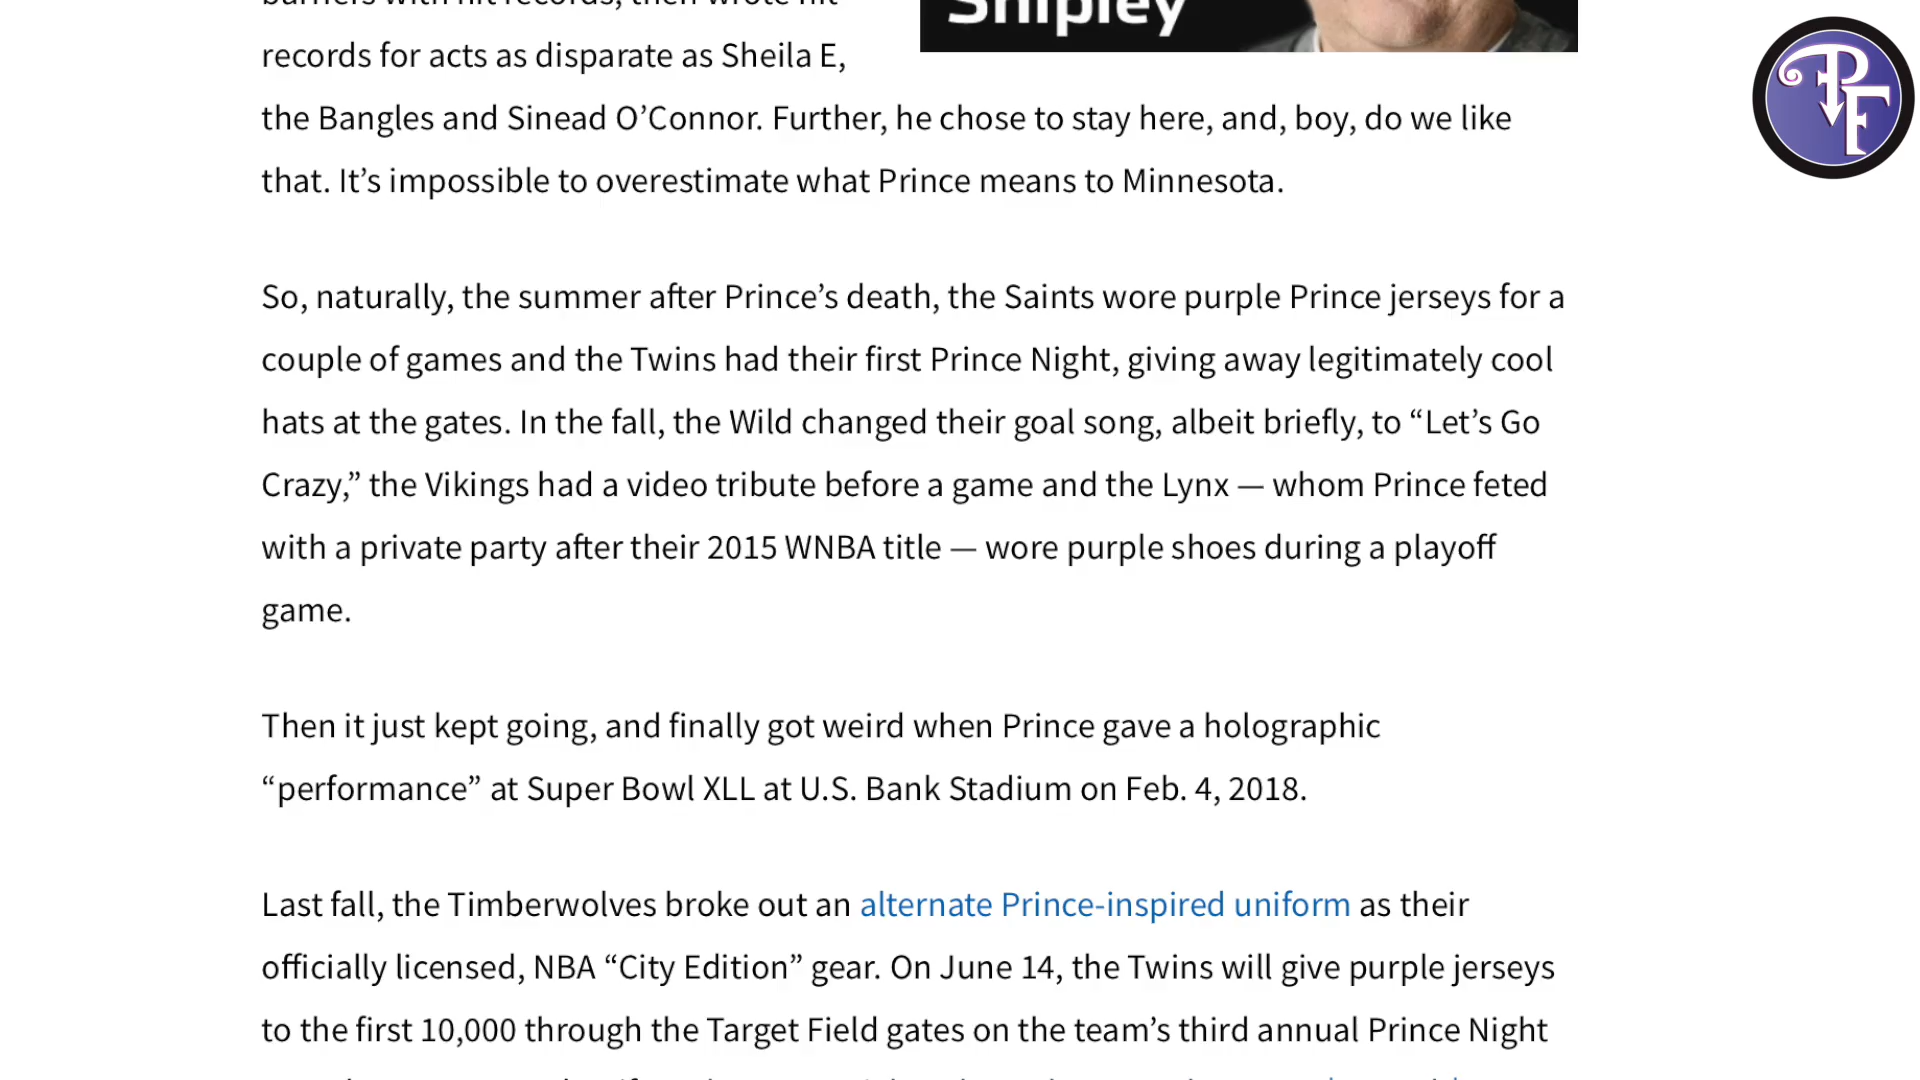 Shipley
records for acts as disparate as Sheila E,
the Bangles and Sinead O’Connor. Further, he chose to stay here, and, boy, do we like
that. It’s impossible to overestimate what Prince means to Minnesota.
So, naturally, the summer after Prince’s death, the Saints wore purple Prince jerseys for a
couple of games and the Twins had their first Prince Night, giving away legitimately cool
hats at the gates. In the fall, the Wild changed their goal song, albeit briefly, to “Let’s Go
Crazy,” the Vikings had a video tribute before a game and the Lynx — whom Prince feted
with a private party after their 2015 WNBA title — wore purple shoes during a playoff
game.
Then it just kept going, and finally got weird when Prince gave a holographic
“performance” at Super Bowl XLL at U.S. Bank Stadium on Feb. 4, 2018.
Last fall, the Timberwolves broke out an alternate Prince-inspired uniform as their
officially licensed, NBA “City Edition” gear. On June 14, the Twins will give purple jerseys
to the first 10,000 through the Target Field gates on the team’s third annual Prince Night
PF